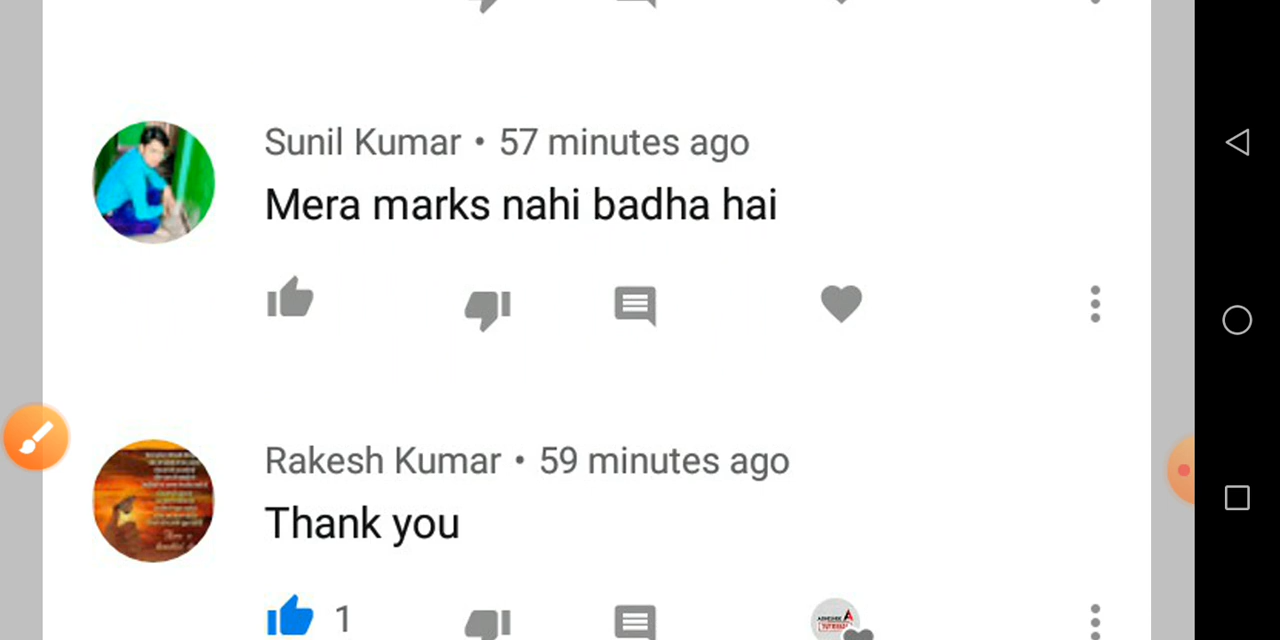 Sunil Kumar • 57 minutes ago
Mera marks nahi badha hai
Rakesh Kumar • 59 minutes ago
Thank you
1